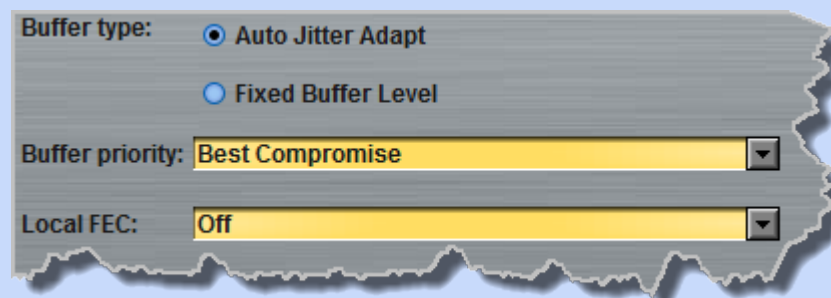 Buffer type: Auto Jitter Adapt
Fixed Buffer Level
Buffer priority: Best Compromise
Local FEC: Off